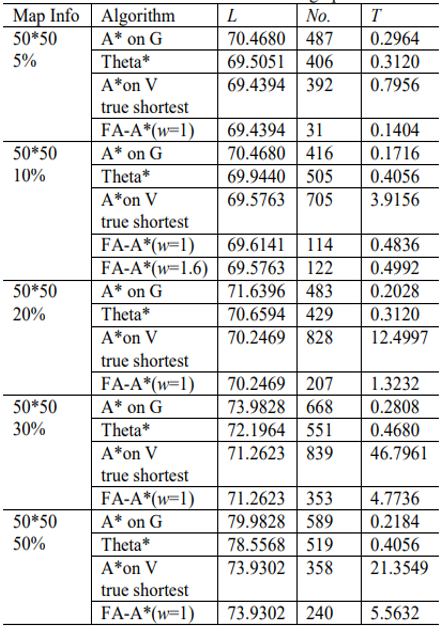 Map Info Algorithm L No. T
50*50 A* on G 70.4680 487 0.2964
5% Theta* 69.5051 406 0.3120
A*on V 69.4394 392 0.7956
true shortest
FA-A*(w=1) 69.4394 31 0.1404
50*50 A* on G 70.4680 416 0.1716
10% Theta* 69.9440 505 0.4056
A*on V 69.5763 705 3.9156
true shortest
FA-A*(w=1) 69.6141 114 0.4836
FA-A*(w=1.6) 69.5763 122 0.4992
50*50 A* on G 71.6396 483 0.2028
20% Theta* 70.6594 429 0.3120
A*on V 70.2469 828 12.4997
true shortest
FA-A*(w=1) 70.2469 207 1.3232
50*50 A* on G 73.9828 668 0.2808
30% Theta* 72.1964 551 0.4680
A*on V 71.2623 839 46.7961
true shortest
FA-A*(w=1) 71.2623 353 4.7736
50*50 A* on G 79.9828 589 0.2184
50% Theta* 78.5568 519 0.4056
A*on V 73.9302 358 21.3549
true shortest
FA-A*(w=1) 73.9302 240 5.5632